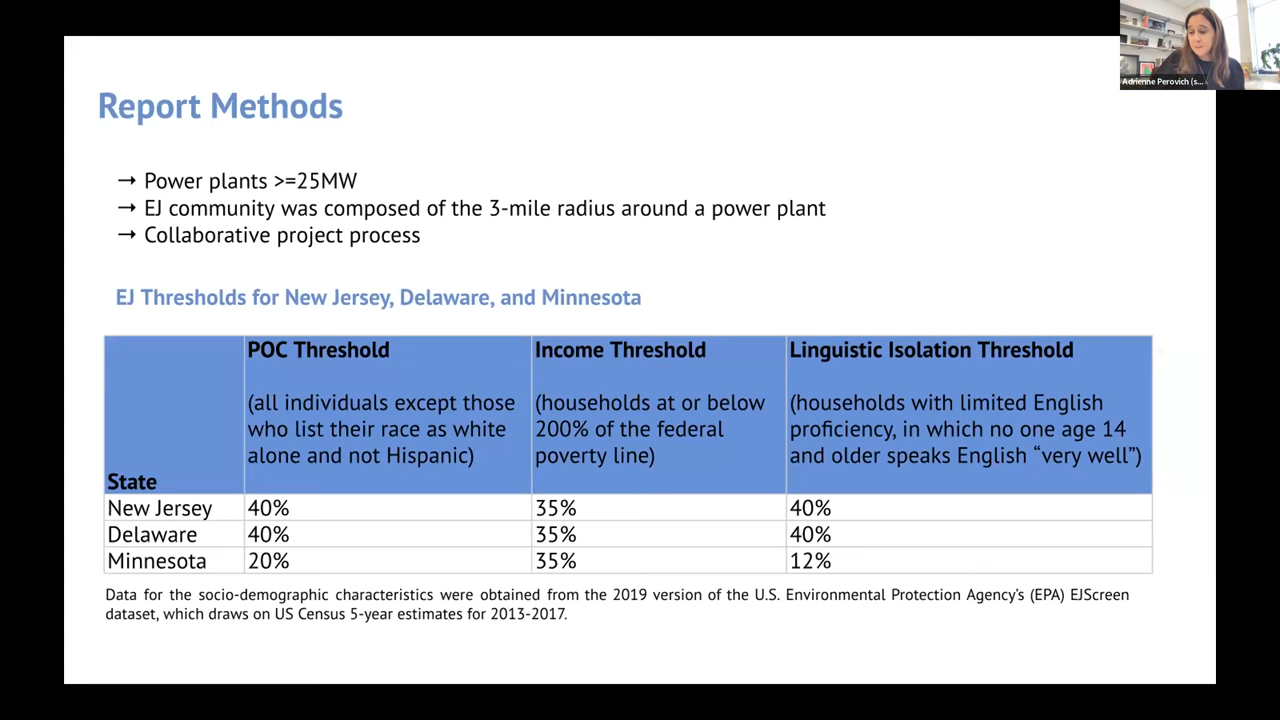 Adrienne Perovich (s...
Report Methods
→ Power plants >=25MW
→ EJ community was composed of the 3-mile radius around a power plant
→ Collaborative project process
EJ Thresholds for New Jersey, Delaware, and Minnesota
State
POC Threshold
(all individuals except those
who list their race as white
alone and not Hispanic)
Income Threshold
(households at or below
200% of the federal
poverty line)
Linguistic Isolation Threshold
(households with limited English
proficiency, in which no one age 14
and older speaks English “very well”)
New Jersey 40% 35% 40%
Delaware 40% 35% 40%
Minnesota 20% 35% 12%
Data for the socio-demographic characteristics were obtained from the 2019 version of the U.S. Environmental Protection Agency’s (EPA) EJScreen
dataset, which draws on US Census 5-year estimates for 2013-2017.